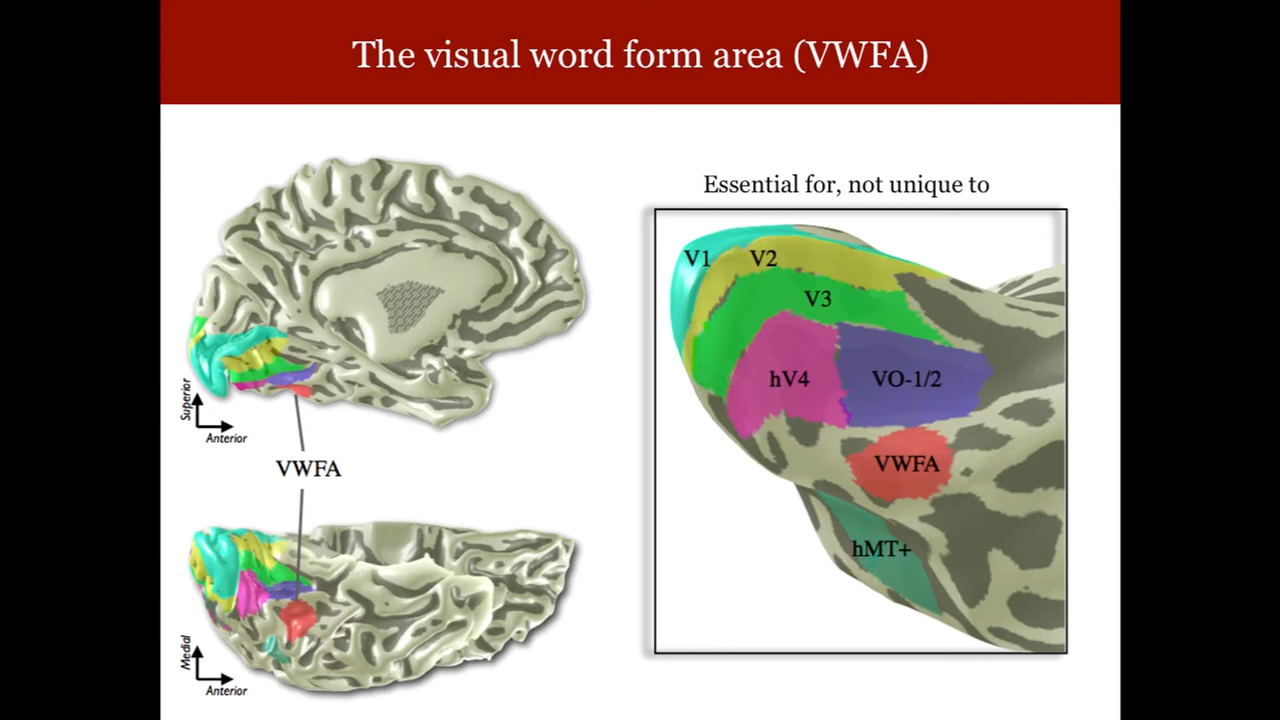 The visual word form area (VWFA)
Superior
Anterior
VWFA
Medial
Anterior
Essential for, not unique to
V1
V2
V3
hV4
VO-1/2
VWFA
hMT+